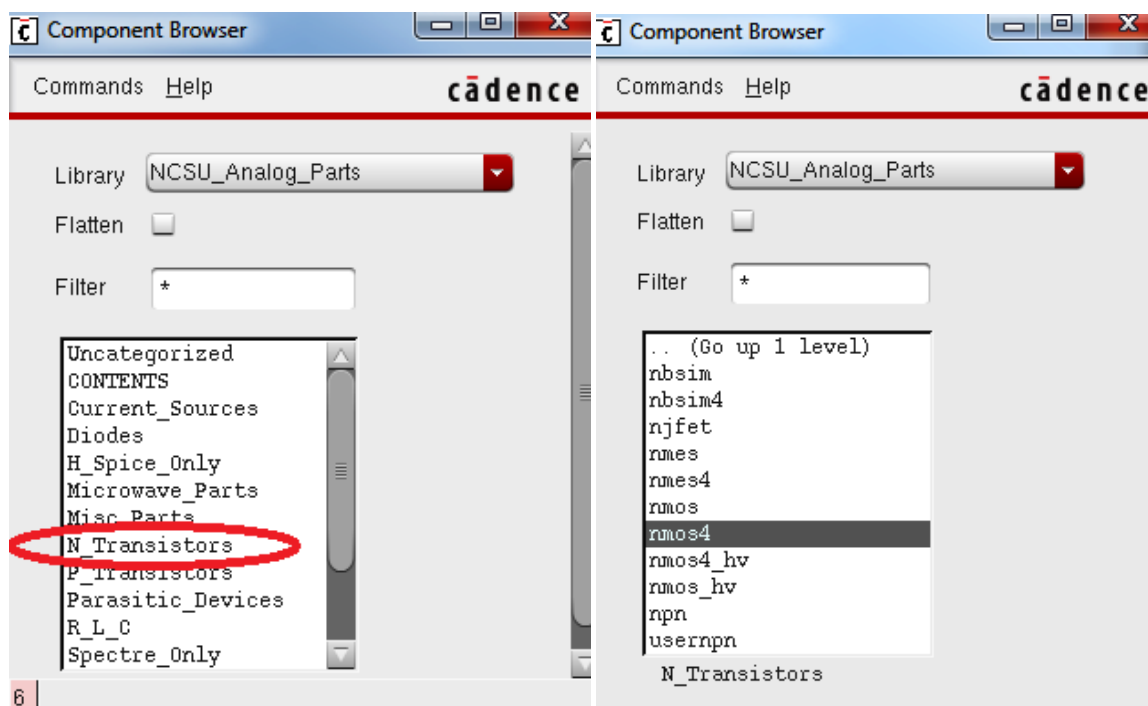 Component Browser
Commands Help cādence
Library NCSU_Analog_Parts
Flatten
Filter *
Uncategorized
CONTENTS
Current_Sources
Diodes
H_Spice_Only
Microwave_Parts
Misc_Parts
N_Transistors
P_Transistors
Parasitic_Devices
R_L_C
Spectre_Only
6
Component Browser
Commands Help cādence
Library NCSU_Analog_Parts
Flatten
Filter *
.. (Go up 1 level)
nbsim
nbsim4
njfet
nmes
nmes4
nmos
nmos4
nmos4_hv
nmos_hv
npn
usernpn
N_Transistors